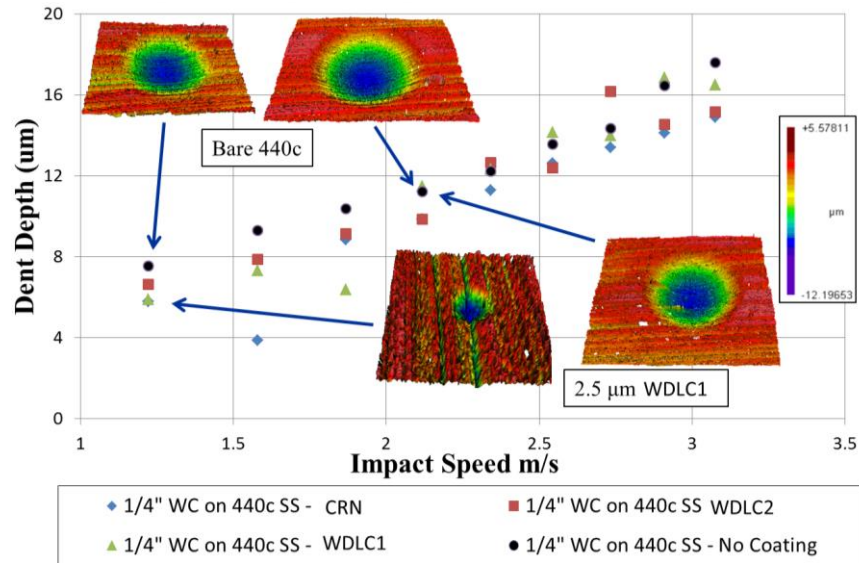 20
16
12
8
4
0
Dent Depth (um)
Bare 440c
+5.57811
µm
-12.19653
2.5 µm WDLC1
1 1.5 2 2.5 3 3.5
Impact Speed m/s
1/4" WC on 440c SS - CRN
1/4" WC on 440c SS WDLC2
1/4" WC on 440c SS - WDLC1
1/4" WC on 440c SS - No Coating